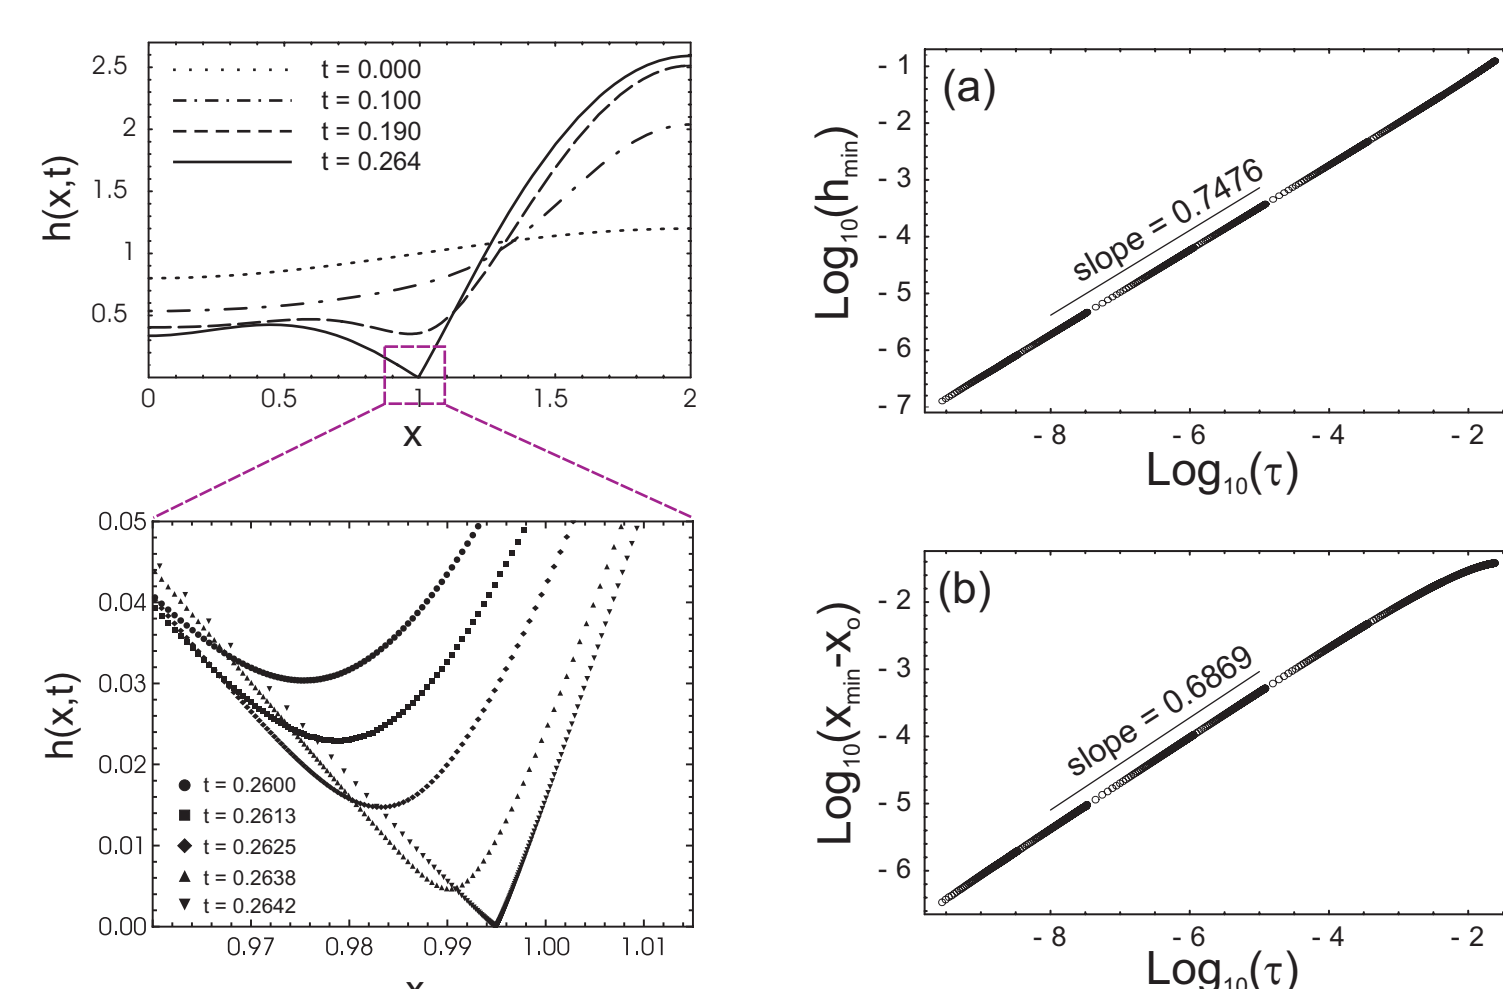 h(x,t)
2.5
2
1.5
1
0.5
t = 0.000
t = 0.100
t = 0.190
t = 0.264
0 0.5 1 1.5 2
x
h(x,t)
0.05
0.04
0.03
0.02
0.01
0.00
t = 0.2600
t = 0.2613
t = 0.2625
t = 0.2638
t = 0.2642
0.97 0.98 0.99 1.00 1.01
(a)
Log₁₀(hₘᵢₙ)
- 1
- 2
- 3
- 4
- 5
- 6
- 7
slope = 0.7476
- 8 - 6 - 4 - 2
Log₁₀(τ)
(b)
Log₁₀(xₘᵢₙ-xₒ)
- 2
- 3
- 4
- 5
- 6
slope = 0.6869
- 8 - 6 - 4 - 2
Log₁₀(τ)